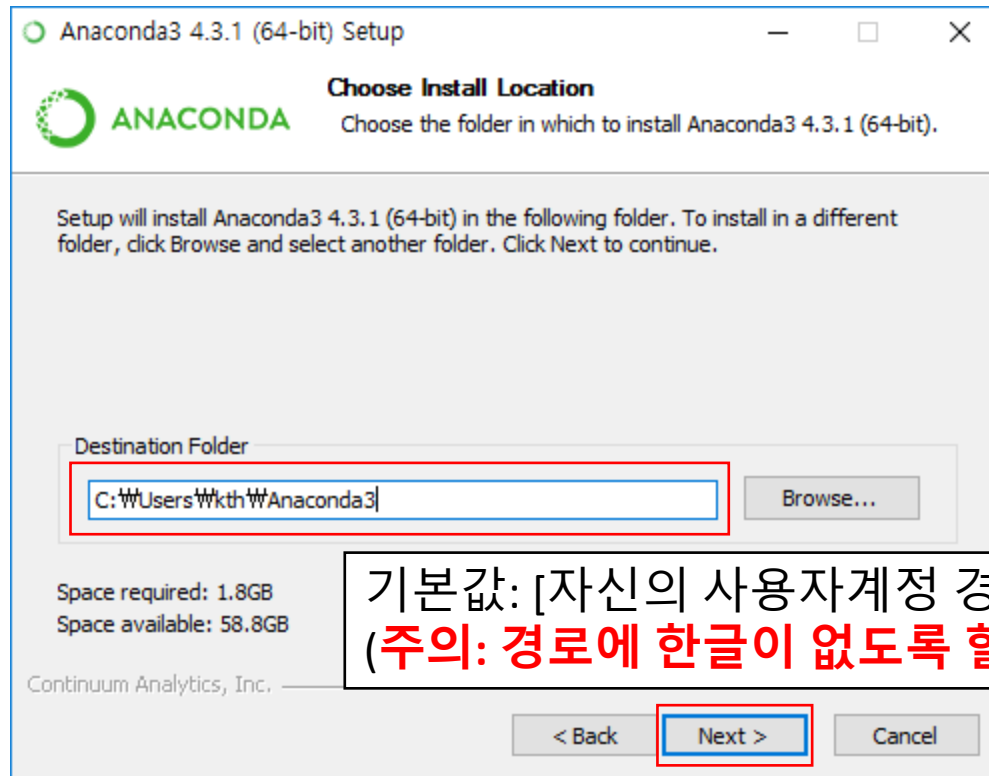 Anaconda3 4.3.1 (64-bit) Setup
ANACONDA
Choose Install Location
Choose the folder in which to install Anaconda3 4.3.1 (64-bit).
Setup will install Anaconda3 4.3.1 (64-bit) in the following folder. To install in a different
folder, click Browse and select another folder. Click Next to continue.
Destination Folder
C:₩Users₩kth₩Anaconda3
Browse...
Space required: 1.8GB
Space available: 58.8GB
기본값: [자신의 사용자계정
(주의: 경로에 한글이 없도록
Continuum Analytics, Inc.
< Back
Next >
Cancel